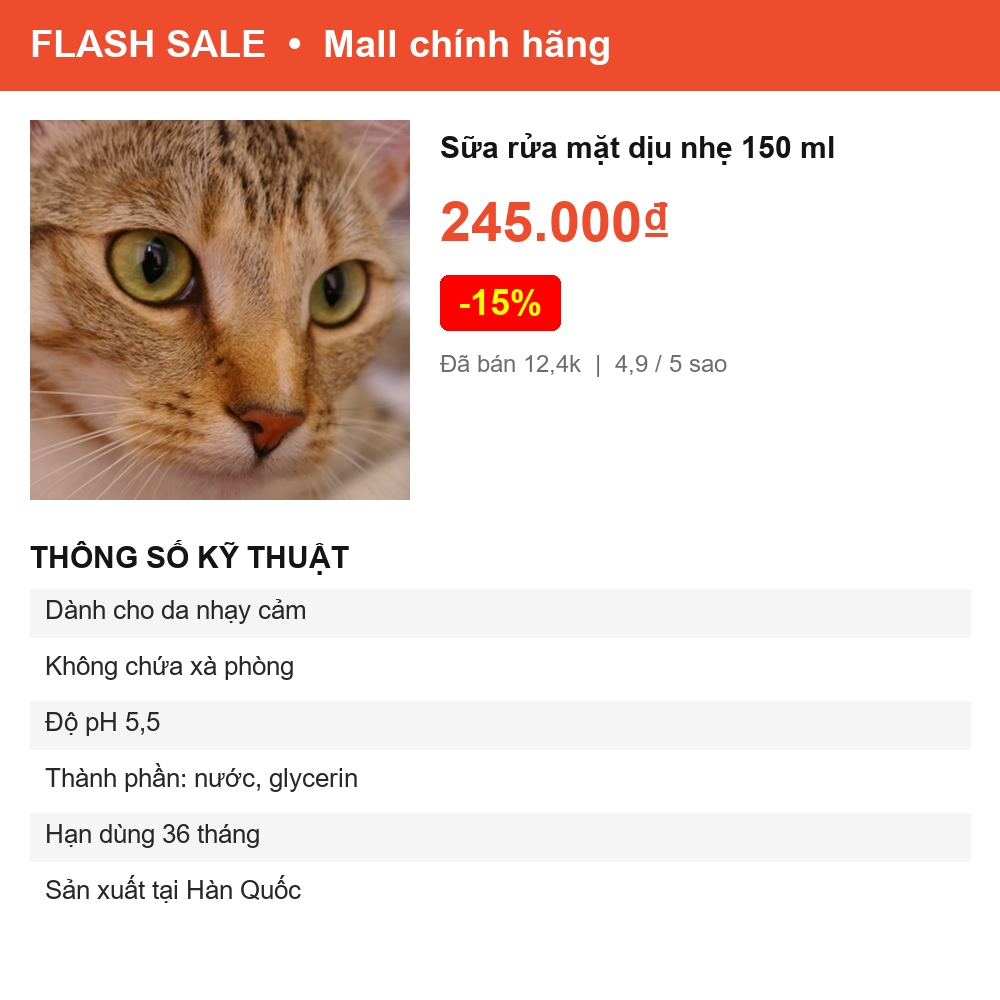 FLASH SALE • Mall chính hãng
Sữa rửa mặt dịu nhẹ 150 ml
245.000₫
-15%
Đã bán 12,4k | 4,9 / 5 sao
THÔNG SỐ KỸ THUẬT
Dành cho da nhạy cảm
Không chứa xà phòng
Độ pH 5,5
Thành phần: nước, glycerin
Hạn dùng 36 tháng
Sản xuất tại Hàn Quốc